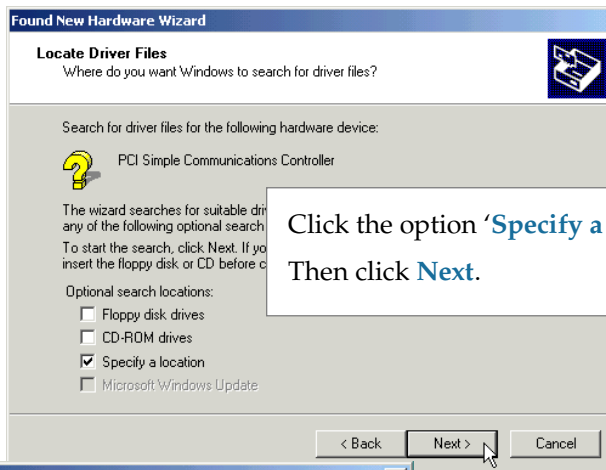 Found New Hardware Wizard
Locate Driver Files
Where do you want Windows to search for driver files?
Search for driver files for the following hardware device:
PCI Simple Communications Controller
The wizard searches for suitable
any of the following optional search
To start the search, click Next. If
insert the floppy disk or CD before
Click the option ‘Specify a
Then click Next.
Optional search locations:
Floppy disk drives
CD-ROM drives
Specify a location
Microsoft Windows Update
< Back
Next >
Cancel